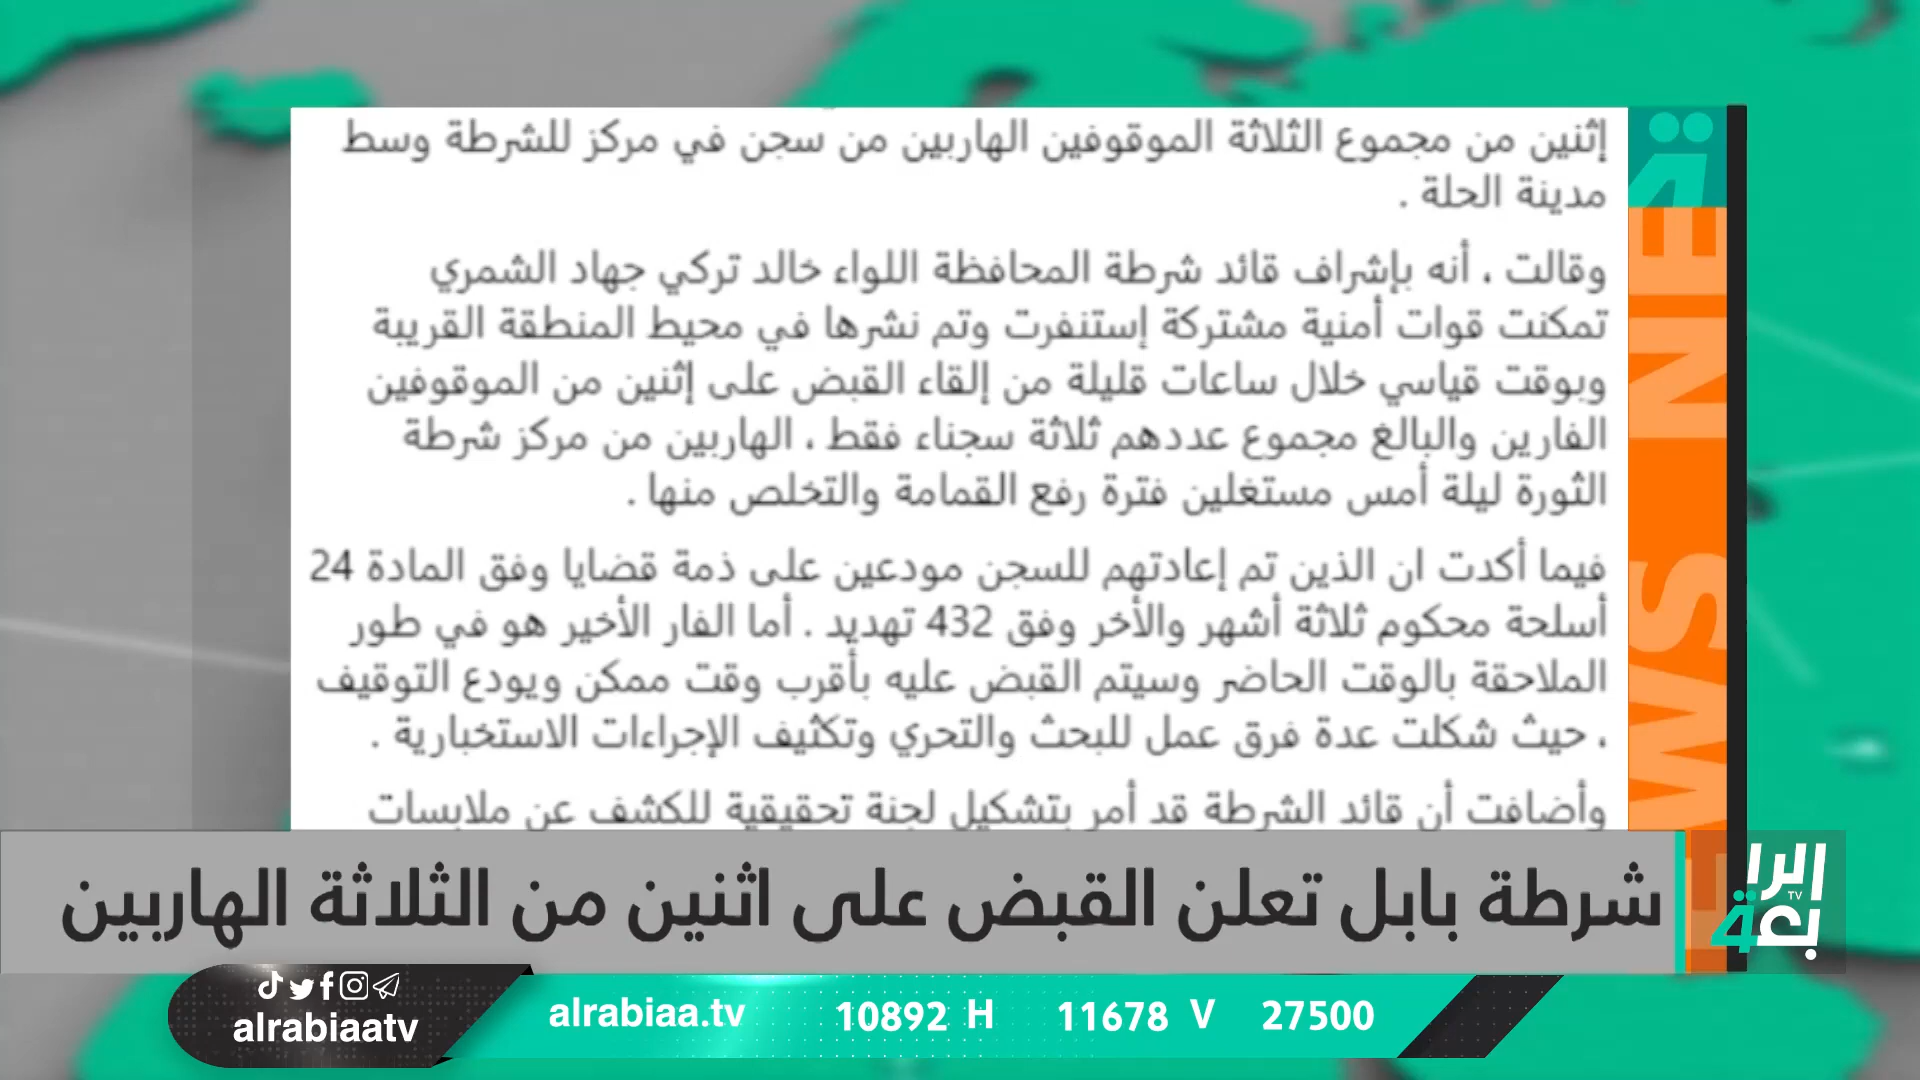 إثنين من مجموع الثلاثة الموقوفين الهاربين من سجن في مركز للشرطة وسط
مدينة الحلة .
وقالت ، أنه بإشراف قائد شرطة المحافظة اللواء خالد تركي جهاد الشمري
تمكنت قوات أمنية مشتركة إستنفرت وتم نشرها في محيط المنطقة القريبة
وبوقت قياسي خلال ساعات قليلة من إلقاء القبض على إثنين من الموقوفين
الفارين والبالغ مجموع عددهم ثلاثة سجناء فقط ، الهاربين من مركز شرطة
الثورة ليلة أمس مستغلين فترة رفع القمامة والتخلص منها .
فيما أكدت ان الذين تم إعادتهم للسجن مودعين على ذمة قضايا وفق المادة 24
أسلحة محكوم ثلاثة أشهر والأخر وفق 432 تهديد . أما الفار الأخير هو في طور
الملاحقة بالوقت الحاضر وسيتم القبض عليه بأقرب وقت ممكن ويودع التوقيف
، حيث شكلت عدة فرق عمل للبحث والتحري وتكثيف الإجراءات الاستخبارية .
وأضافت أن قائد الشرطة قد أمر بتشكيل لجنة تحقيقية للكشف عن ملابسات
NEWS
شرطة بابل تعلن القبض على اثنين من الثلاثة الهاربين
الرابعة
TV
alrabiaatv
alrabiaa.tv
10892 H
11678 V
27500